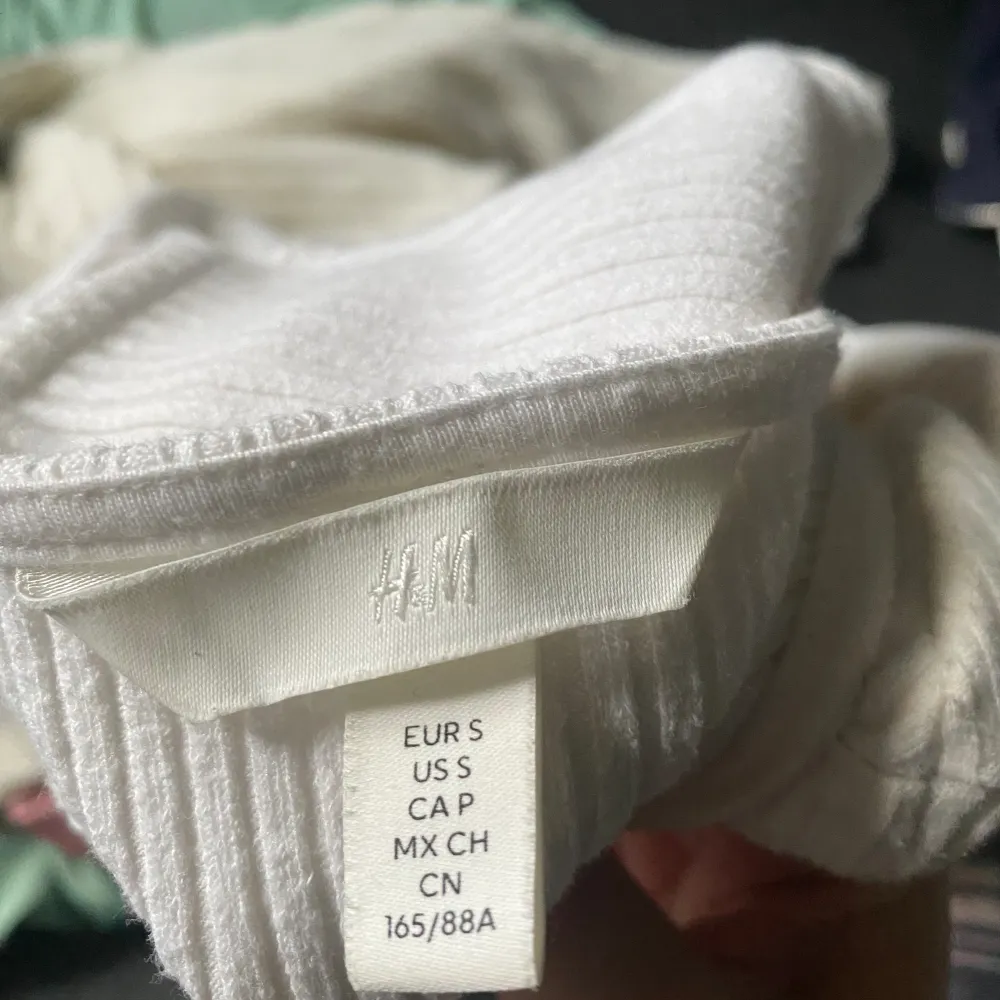 H&M
EUR S
US S
CA P
MX CH
CN
165/88A